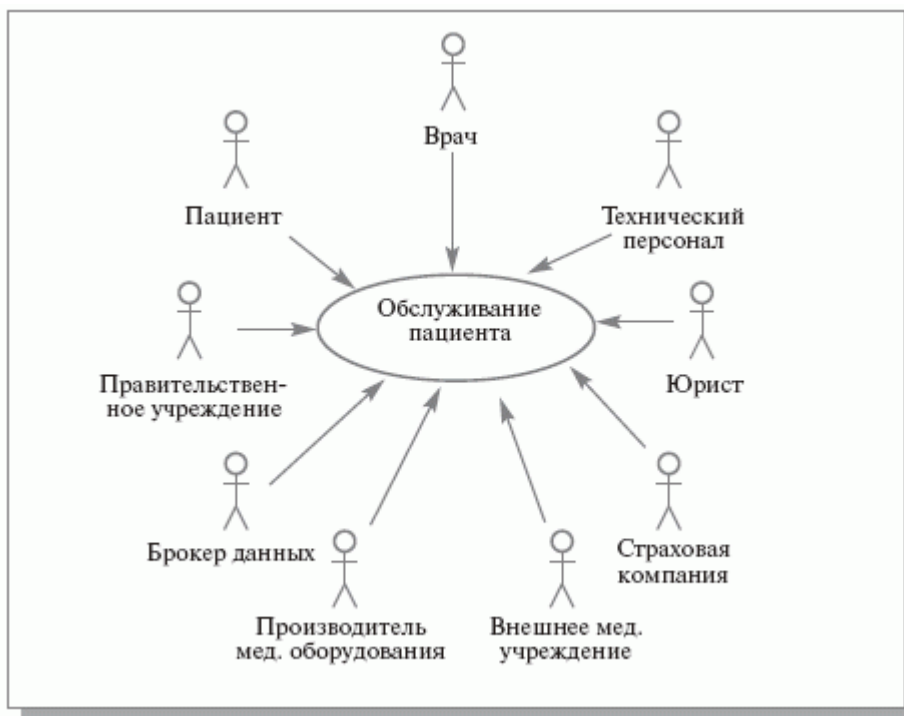 Врач
Пациент
Технический
персонал
Обслуживание
пациента
Правительствен-
ное учреждение
Юрист
Брокер данных
Страховая
компания
Производитель
мед. оборудования
Внешнее мед.
учреждение